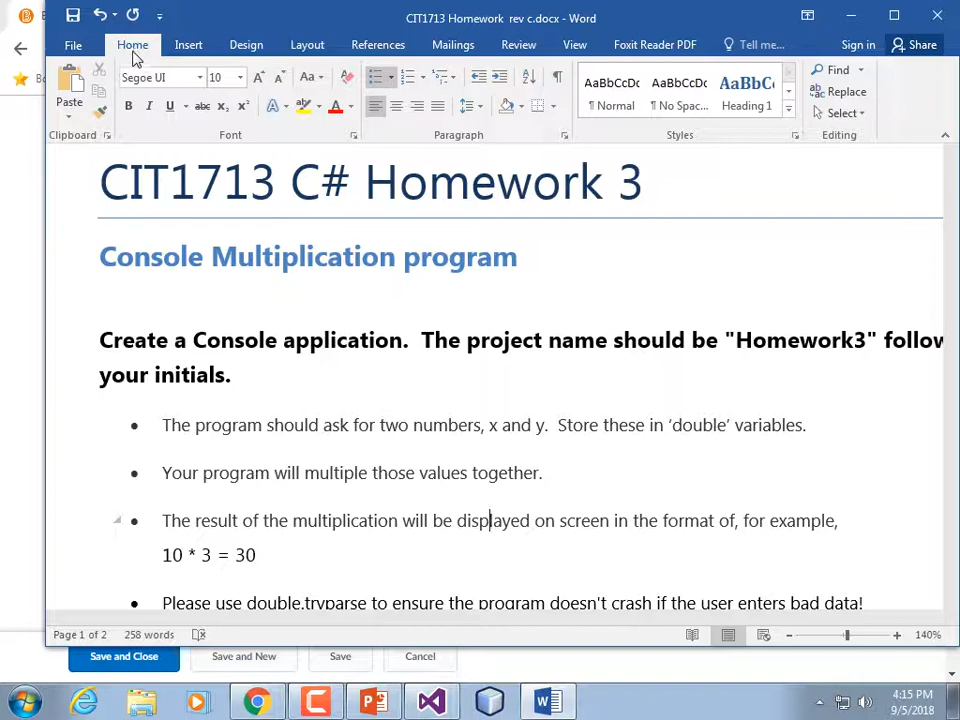 CIT1713 Homework rev c.docx - Word
File
Home
Insert
Design
Layout
References
Mailings
Review
View
Foxit Reader PDF
Tell me...
Sign in
Share
Paste
Segoe UI
10
Clipboard
Font
Paragraph
AaBbCcDc
¶ Normal
AaBbCcDc
¶ No Spac...
AaBbC
Heading 1
Styles
Find
Replace
Select
Editing
CIT1713 C# Homework 3
Console Multiplication program
Create a Console application. The project name should be "Homework3" follow
your initials.
• The program should ask for two numbers, x and y. Store these in ‘double’ variables.
• Your program will multiple those values together.
• The result of the multiplication will be displayed on screen in the format of, for example,
10 * 3 = 30
• Please use double.tryparse to ensure the program doesn't crash if the user enters bad data!
Page 1 of 2
258 words
140%
Save and Close
Save and New
Save
Cancel
4:15 PM
9/5/2018